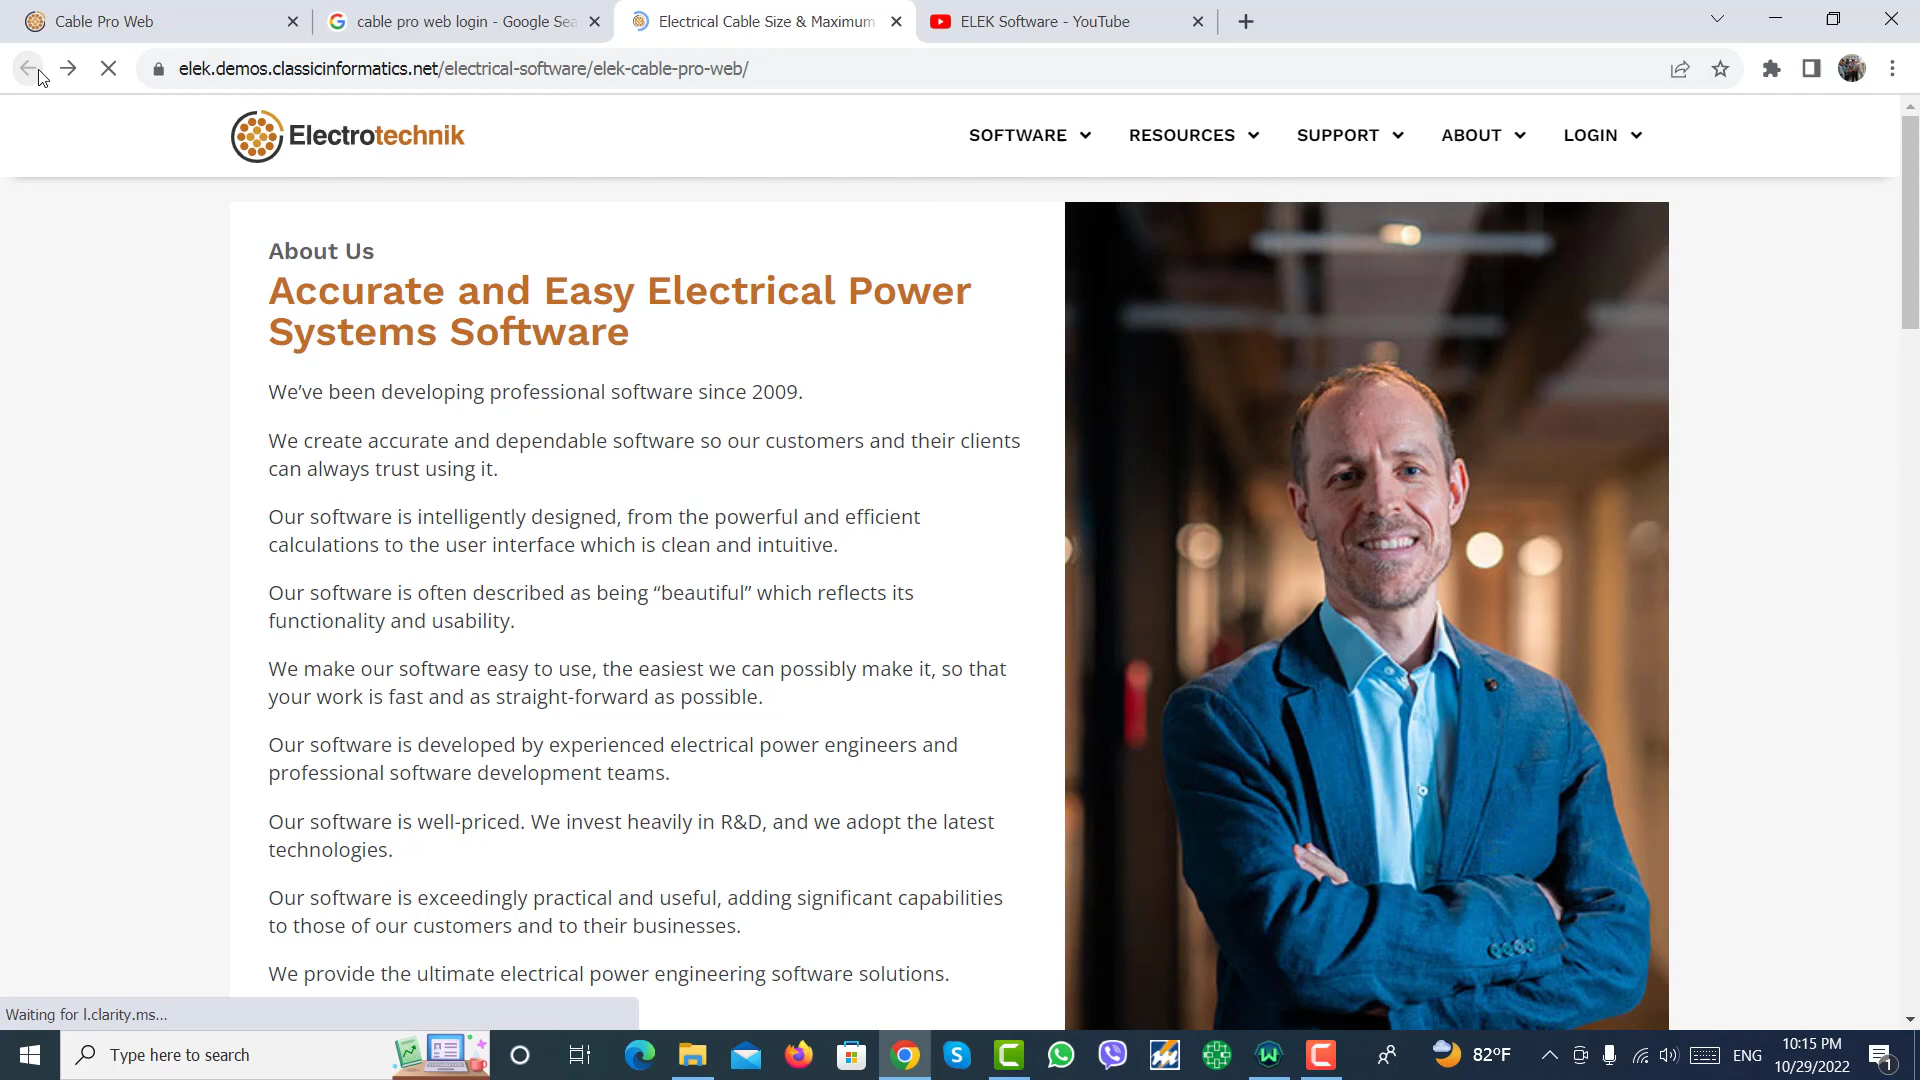 Cable Pro Web
cable pro web login - Google Sea
Electrical Cable Size & Maximum
ELEK Software - YouTube
elek.demos.classicinformatics.net/electrical-software/elek-cable-pro-web/
Electrotechnik
SOFTWARE
RESOURCES
SUPPORT
ABOUT
LOGIN
About Us
Accurate and Easy Electrical Power
Systems Software
We’ve been developing professional software since 2009.
We create accurate and dependable software so our customers and their clients
can always trust using it.
Our software is intelligently designed, from the powerful and efficient
calculations to the user interface which is clean and intuitive.
Our software is often described as being “beautiful” which reflects its
functionality and usability.
We make our software easy to use, the easiest we can possibly make it, so that
your work is fast and as straight-forward as possible.
Our software is developed by experienced electrical power engineers and
professional software development teams.
Our software is well-priced. We invest heavily in R&D, and we adopt the latest
technologies.
Our software is exceedingly practical and useful, adding significant capabilities
to those of our customers and to their businesses.
We provide the ultimate electrical power engineering software solutions.
Waiting for l.clarity.ms...
Type here to search
82°F
ENG
10:15 PM
10/29/2022
1